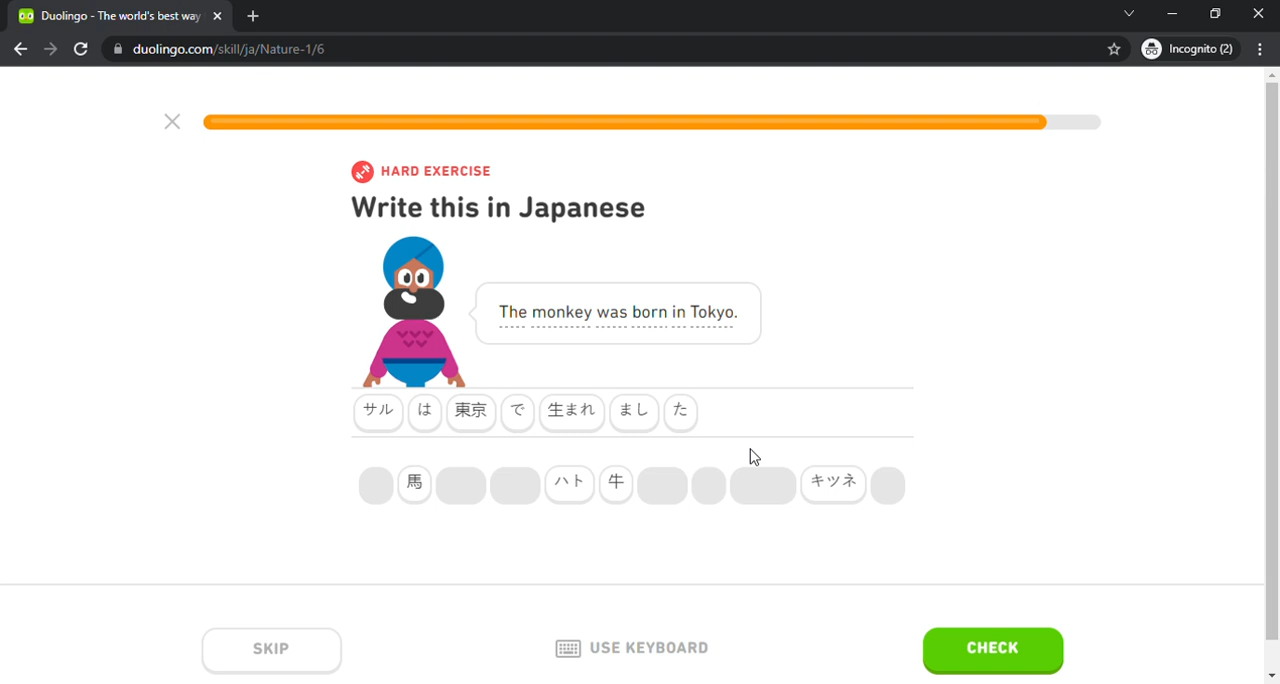 Duolingo - The world's best way
duolingo.com/skill/ja/Nature-1/6
Incognito (2)
HARD EXERCISE
Write this in Japanese
The monkey was born in Tokyo.
サル は 東京 で 生まれ まし た
馬 ハト 牛 キツネ
SKIP
USE KEYBOARD
CHECK